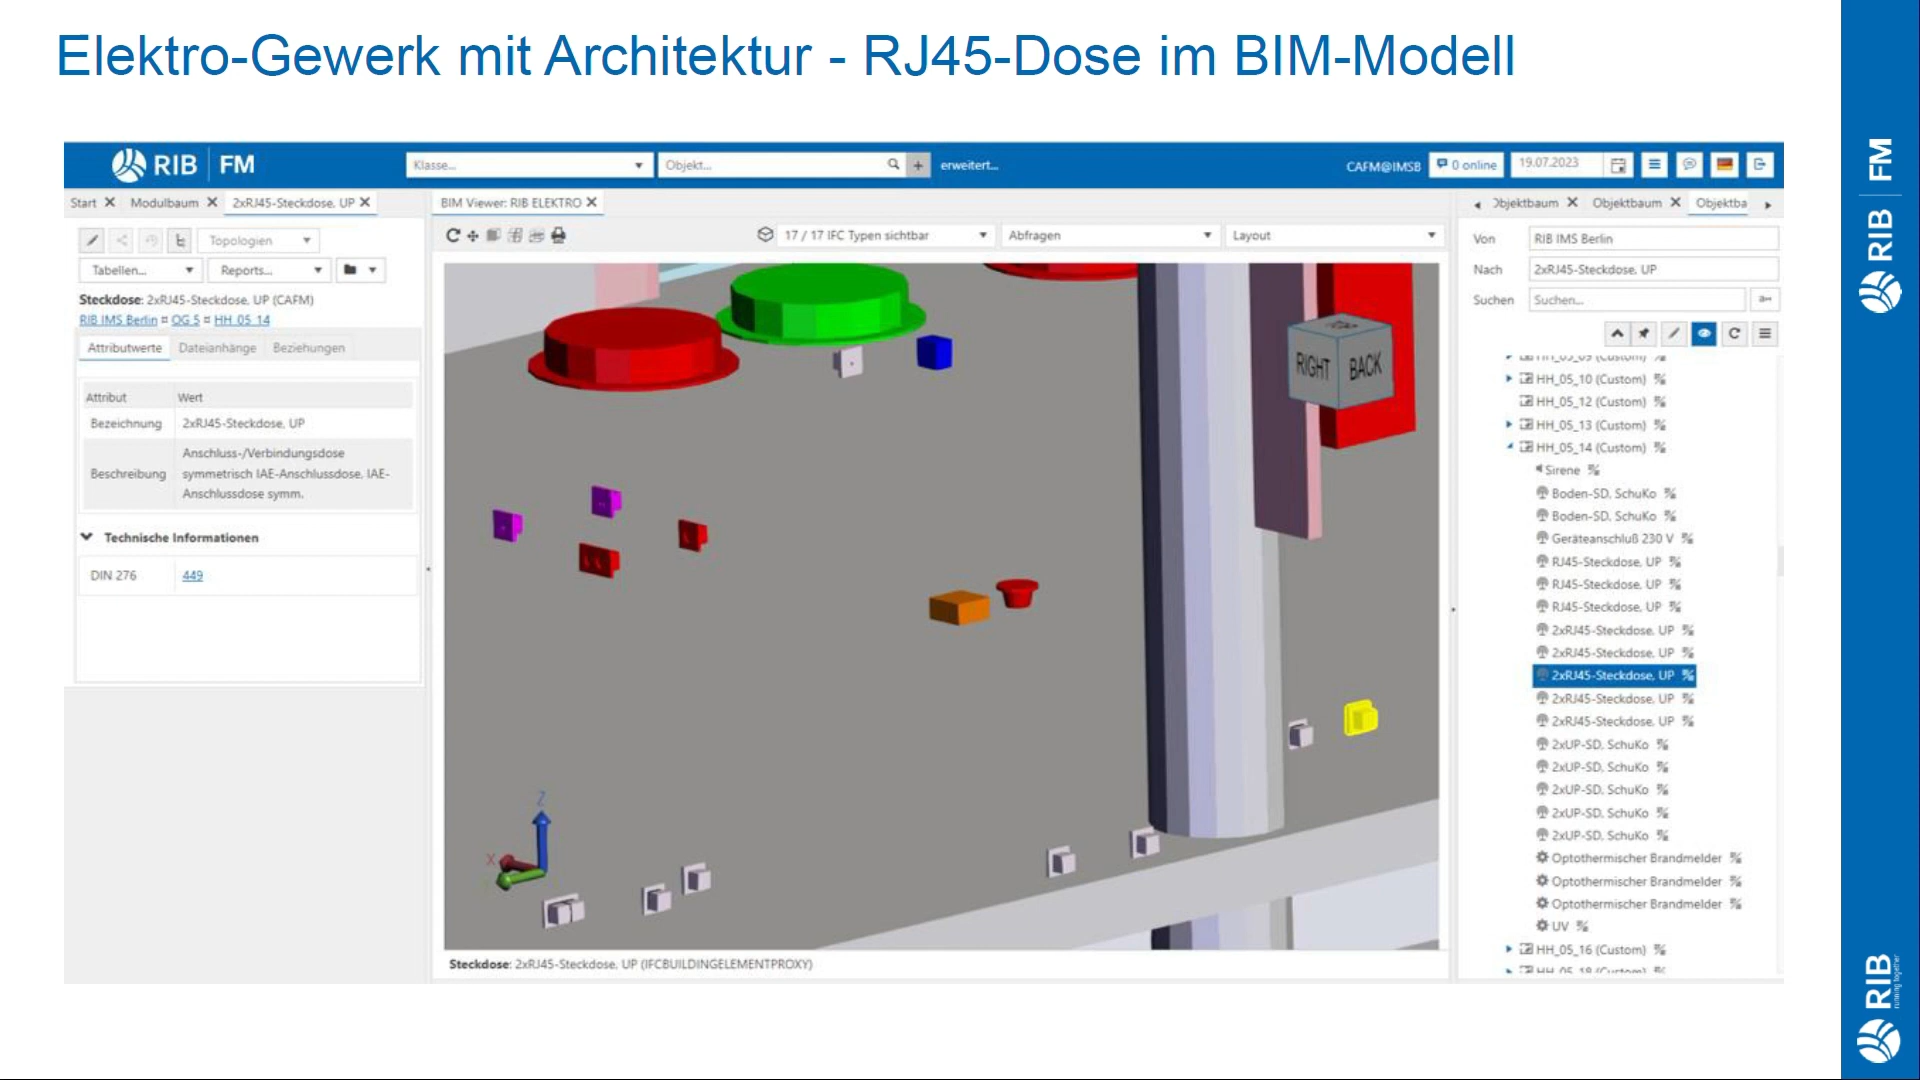 Elektro-Gewerk mit Architektur - RJ45-Dose im BIM-Modell
RIB FM
Klasse...
Objekt...
+
erweitert...
CAFM@IMSB
0 online
19.07.2023
Start
Modulbaum
2xRJ45-Steckdose, UP
Topologien
Tabellen...
Reports...
Steckdose: 2xRJ45-Steckdose, UP (CAFM)
RIB IMS Berlin ¤ OG 5 ¤ HH_05_14
Attributwerte
Dateianhänge
Beziehungen
Attribut Wert
Bezeichnung 2xRJ45-Steckdose, UP
Beschreibung
Anschluss-/Verbindungsdose
symmetrisch IAE-Anschlussdose, IAE-
Anschlussdose symm.
Technische Informationen
DIN 276 449
BIM Viewer: RIB ELEKTRO
17 / 17 IFC Typen sichtbar
Abfragen
Layout
TOP
RIGHT
BACK
Z
X
Steckdose: 2xRJ45-Steckdose, UP (IFCBUILDINGELEMENTPROXY)
Objektbaum
Objektba
Von RIB IMS Berlin
Nach 2xRJ45-Steckdose, UP
Suchen Suchen...
HH_05_09 (Custom)
HH_05_10 (Custom)
HH_05_12 (Custom)
HH_05_13 (Custom)
HH_05_14 (Custom)
Sirene
Boden-SD, SchuKo
Boden-SD, SchuKo
Geräteanschluß 230 V
RJ45-Steckdose, UP
RJ45-Steckdose, UP
RJ45-Steckdose, UP
2xRJ45-Steckdose, UP
2xRJ45-Steckdose, UP
2xRJ45-Steckdose, UP
2xRJ45-Steckdose, UP
2xRJ45-Steckdose, UP
2xUP-SD, SchuKo
2xUP-SD, SchuKo
2xUP-SD, SchuKo
2xUP-SD, SchuKo
2xUP-SD, SchuKo
Optothermischer Brandmelder
Optothermischer Brandmelder
Optothermischer Brandmelder
UV
HH_05_16 (Custom)
HH_05_18 (Custom)
RIB FM
RIB
running together